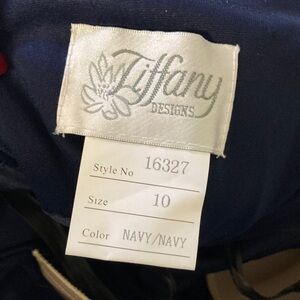 Tiffany
DESIGNS
Style No 16327
Size 10
Color NAVY/NAVY